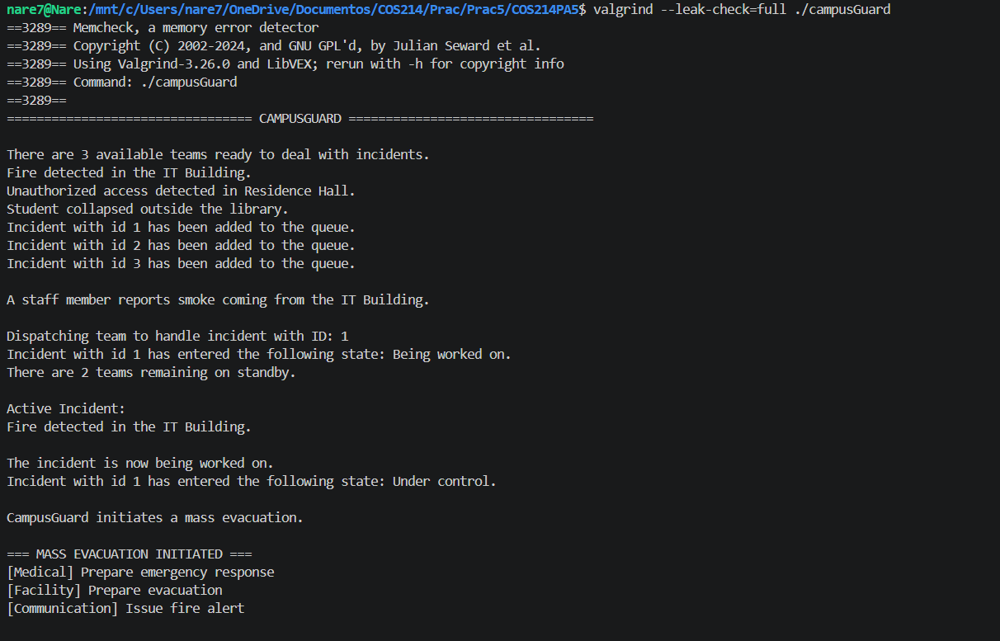 nare7@Nare:/mnt/c/Users/nare7/OneDrive/Documentos/COS214/Prac/Prac5/COS214PA5$ valgrind --leak-check=full ./campusGuard
==3289== Memcheck, a memory error detector
==3289== Copyright (C) 2002-2024, and GNU GPL'd, by Julian Seward et al.
==3289== Using Valgrind-3.26.0 and LibVEX; rerun with -h for copyright info
==3289== Command: ./campusGuard
==3289==
================================= CAMPUSGUARD =================================
There are 3 available teams ready to deal with incidents.
Fire detected in the IT Building.
Unauthorized access detected in Residence Hall.
Student collapsed outside the library.
Incident with id 1 has been added to the queue.
Incident with id 2 has been added to the queue.
Incident with id 3 has been added to the queue.
A staff member reports smoke coming from the IT Building.
Dispatching team to handle incident with ID: 1
Incident with id 1 has entered the following state: Being worked on.
There are 2 teams remaining on standby.
Active Incident:
Fire detected in the IT Building.
The incident is now being worked on.
Incident with id 1 has entered the following state: Under control.
CampusGuard initiates a mass evacuation.
=== MASS EVACUATION INITIATED ===
[Medical] Prepare emergency response
[Facility] Prepare evacuation
[Communication] Issue fire alert